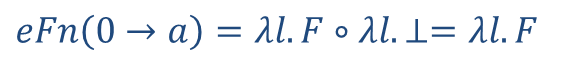 eFn(0 → a) = λl. F ∘ λl. ⊥= λl. F